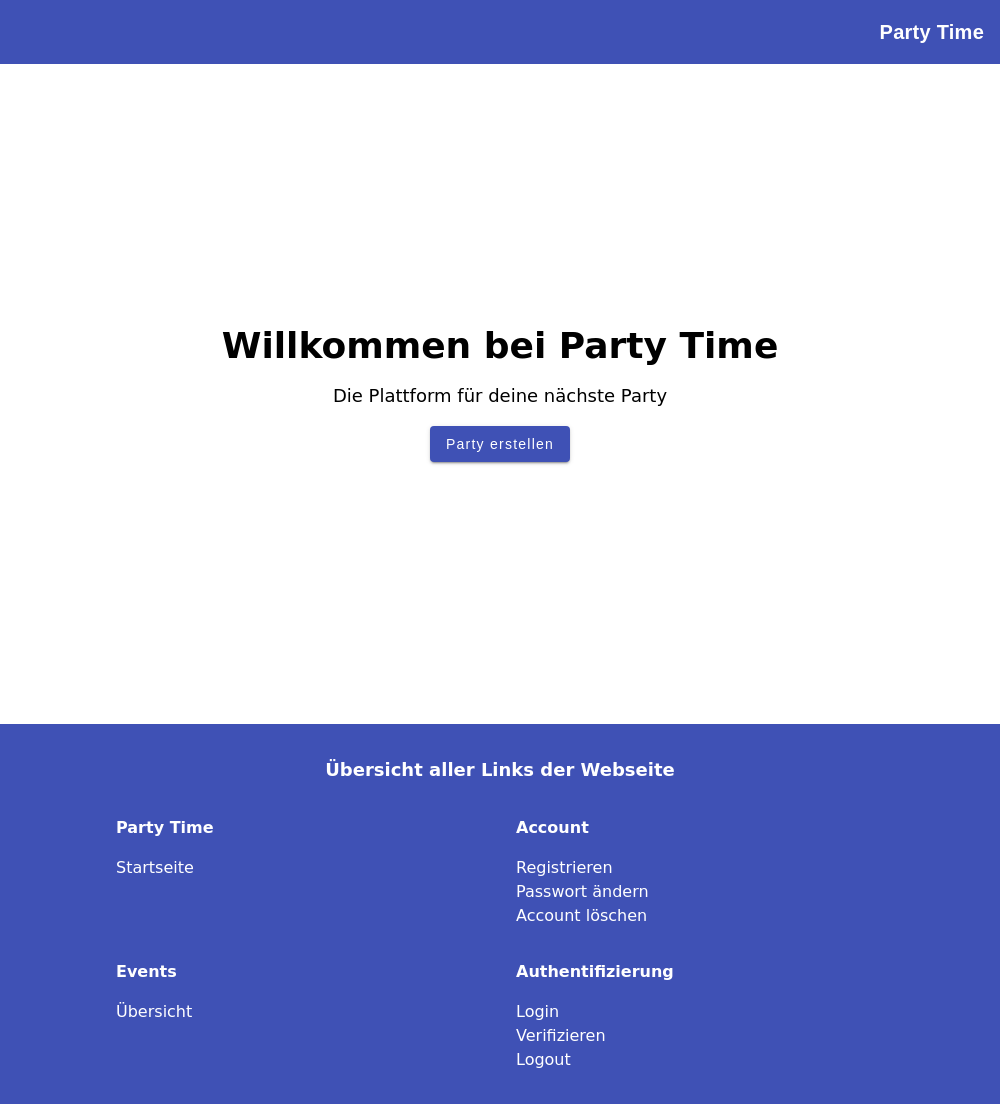 Party Time
Willkommen bei Party Time
Die Plattform für deine nächste Party
Party erstellen
Übersicht aller Links der Webseite
Party Time
Startseite
Account
Registrieren
Passwort ändern
Account löschen
Events
Übersicht
Authentifizierung
Login
Verifizieren
Logout